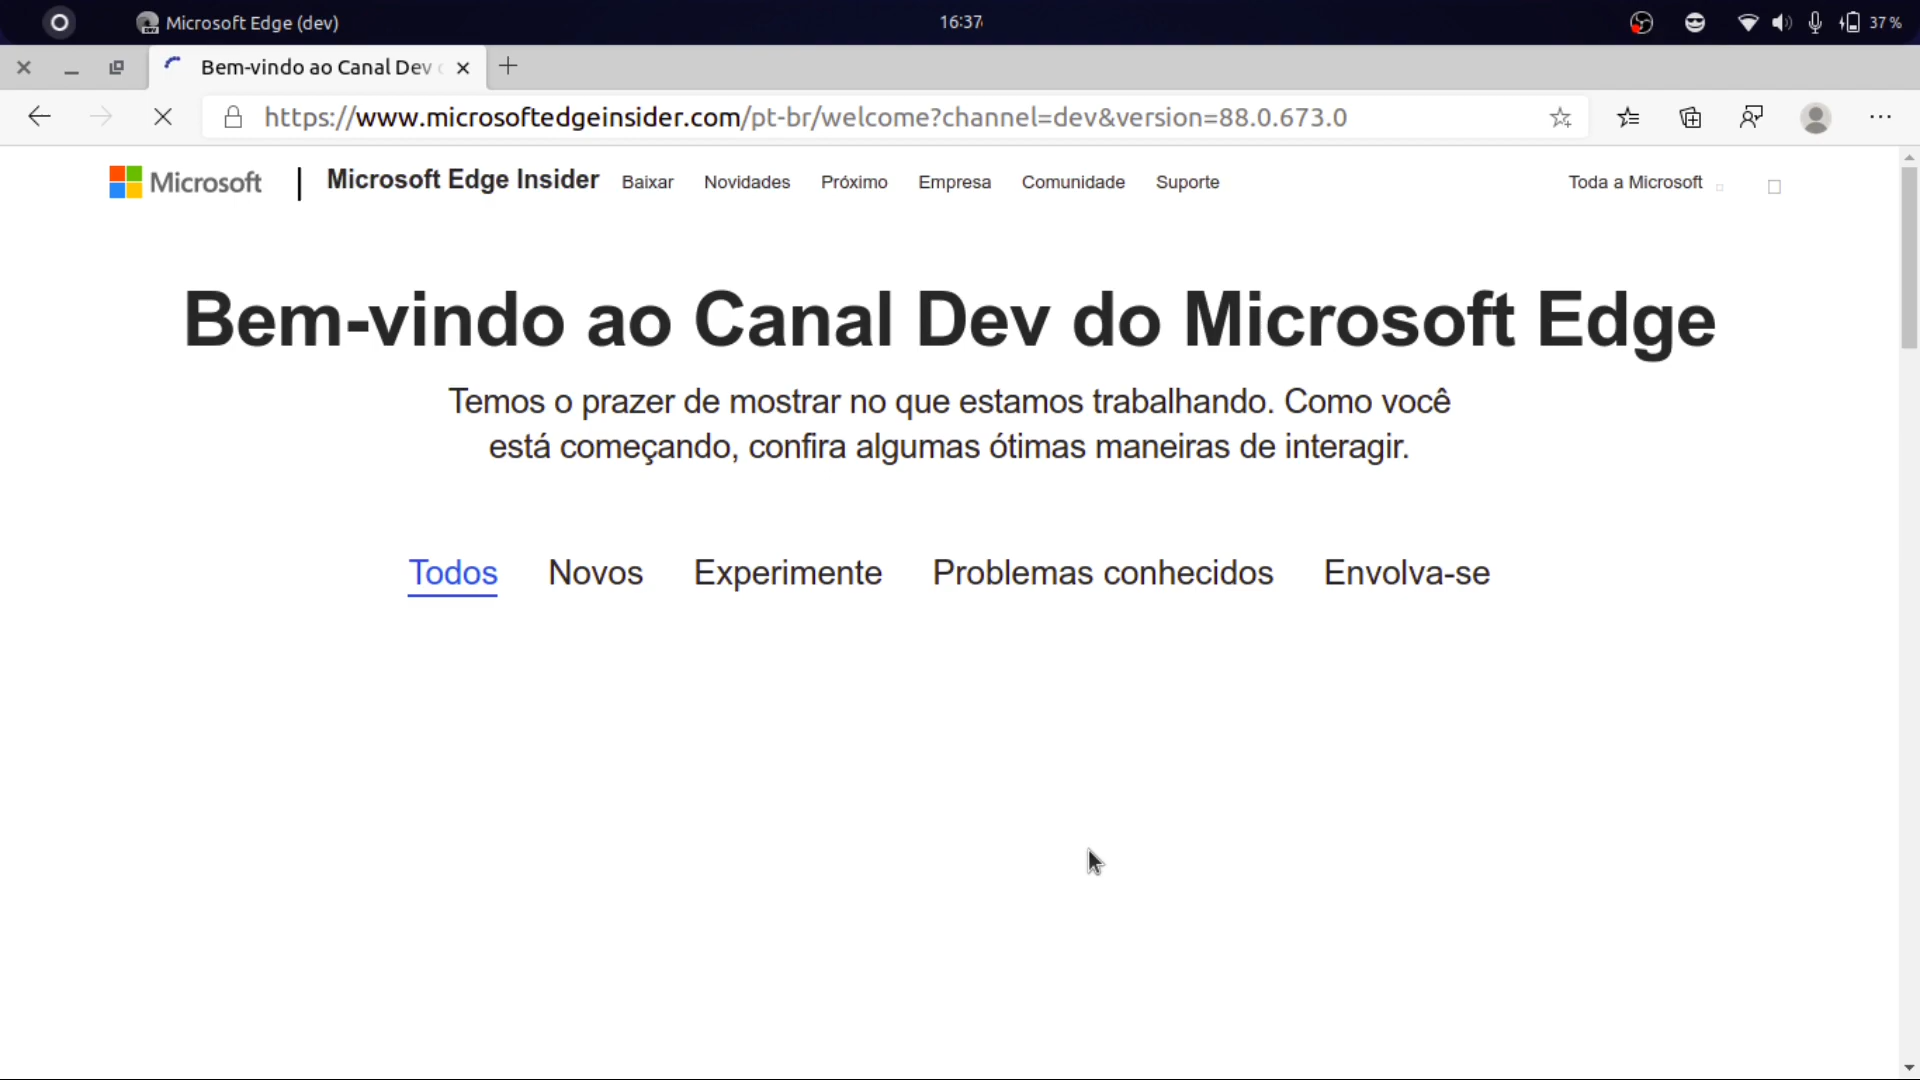 Microsoft Edge (dev)
16:37
37 %
Bem-vindo ao Canal Dev
https://www.microsoftedgeinsider.com/pt-br/welcome?channel=dev&version=88.0.673.0
Microsoft
Microsoft Edge Insider
Baixar
Novidades
Próximo
Empresa
Comunidade
Suporte
Toda a Microsoft
Bem-vindo ao Canal Dev do Microsoft Edge
Temos o prazer de mostrar no que estamos trabalhando. Como você
está começando, confira algumas ótimas maneiras de interagir.
Todos
Novos
Experimente
Problemas conhecidos
Envolva-se